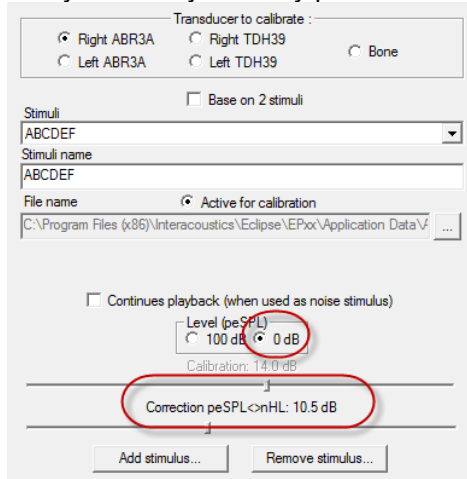 Transducer to calibrate :
Right ABR3A Right TDH39
Bone
Left ABR3A Left TDH39
Base on 2 stimuli
Stimuli
ABCDEF
Stimuli name
ABCDEF
File name Active for calibration
C:\Program Files (x86)\Interacoustics\Eclipse\EPxx\Application Data\ ...
Continues playback (when used as noise stimulus)
Level (peSPL)
100 dB 0 dB
Calibration: 14.0 dB
Correction peSPL<>nHL: 10.5 dB
Add stimulus... Remove stimulus...